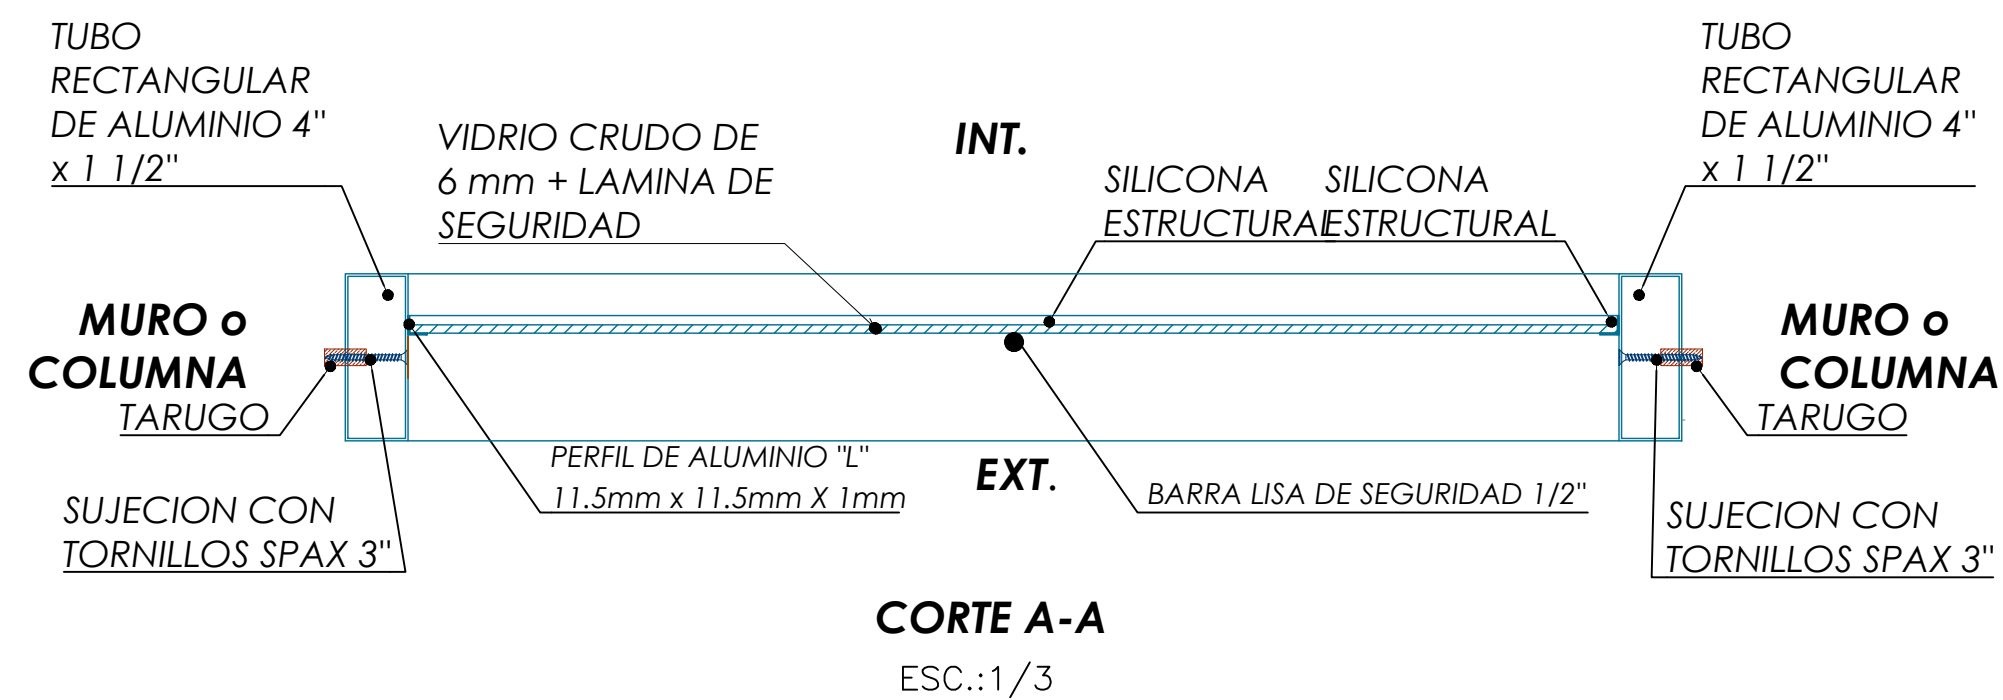 TUBO
RECTANGULAR
DE ALUMINIO 4"
x 1 1/2"
VIDRIO CRUDO DE
6 mm + LAMINA DE
SEGURIDAD
INT.
SILICONA
ESTRUCTURAL
SILICONA
ESTRUCTURAL
TUBO
RECTANGULAR
DE ALUMINIO 4"
x 1 1/2"
MURO o
COLUMNA
TARUGO
MURO o
COLUMNA
TARUGO
SUJECION CON
TORNILLOS SPAX 3"
PERFIL DE ALUMINIO "L"
11.5mm x 11.5mm X 1mm
EXT.
BARRA LISA DE SEGURIDAD 1/2"
SUJECION CON
TORNILLOS SPAX 3"
CORTE A-A
ESC.:1/3